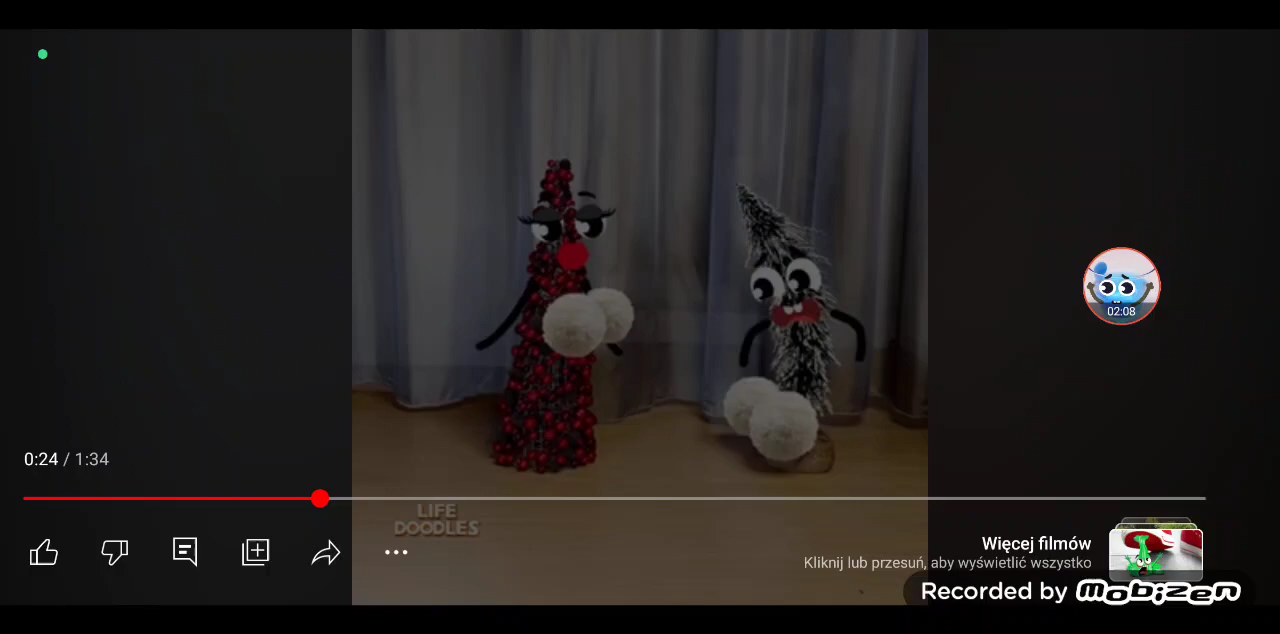 02:08
0:24 / 1:34
LIFE
DOODLES
Więcej filmów
Kliknij lub przesuń, aby wyświetlić wszystko
Recorded by Mobizen